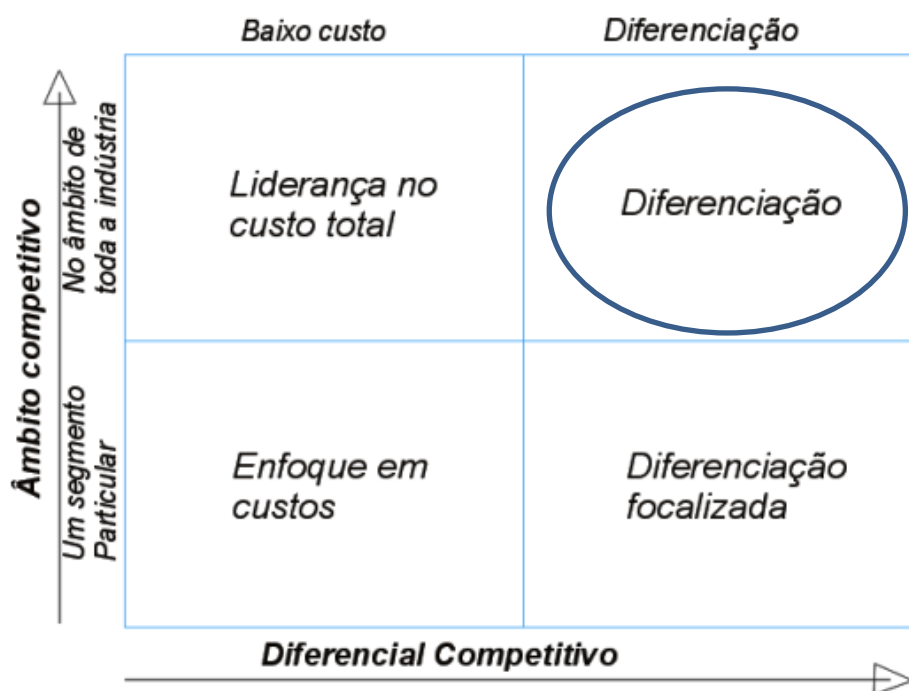 Baixo custo
Diferenciação
Âmbito competitivo
No âmbito de
toda a indústria
Liderança no
custo total
Diferenciação
Um segmento
Particular
Enfoque em
custos
Diferenciação
focalizada
Diferencial Competitivo